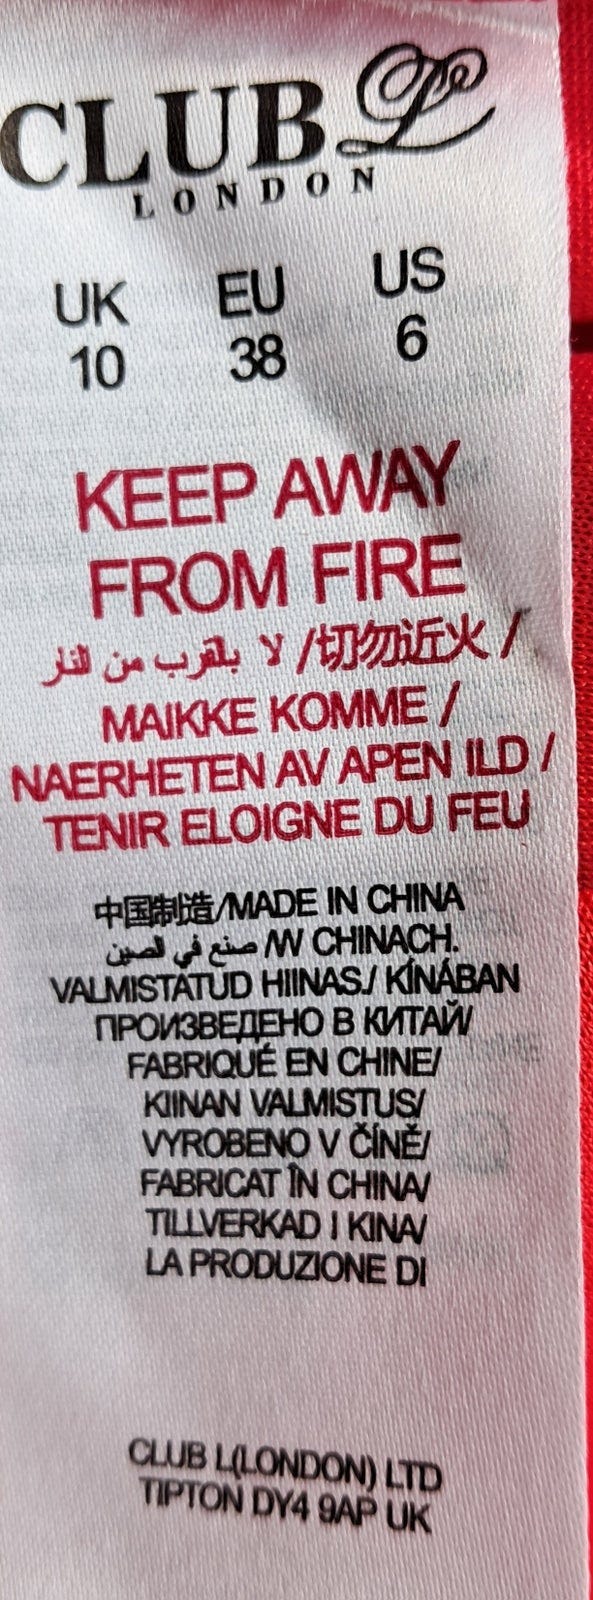 CLUB L
LONDON
UK EU US
10 38 6
KEEP AWAY
FROM FIRE
لا بالقرب من النار /切勿近火 /
MAIKKE KOMME /
NAERHETEN AV APEN ILD /
TENIR ELOIGNE DU FEU
中国制造/MADE IN CHINA
صنع في الصين /W CHINACH.
VALMISTATUD HIINAS./ KÍNÁBAN
ПРОИЗВЕДЕНО В КИТАЙ/
FABRIQUÉ EN CHINE/
KIINAN VALMISTUS/
VYROBENO V ČÍNĚ/
FABRICAT ÎN CHINA/
TILLVERKAD I KINA/
LA PRODUZIONE DI
CLUB L(LONDON) LTD
TIPTON DY4 9AP UK